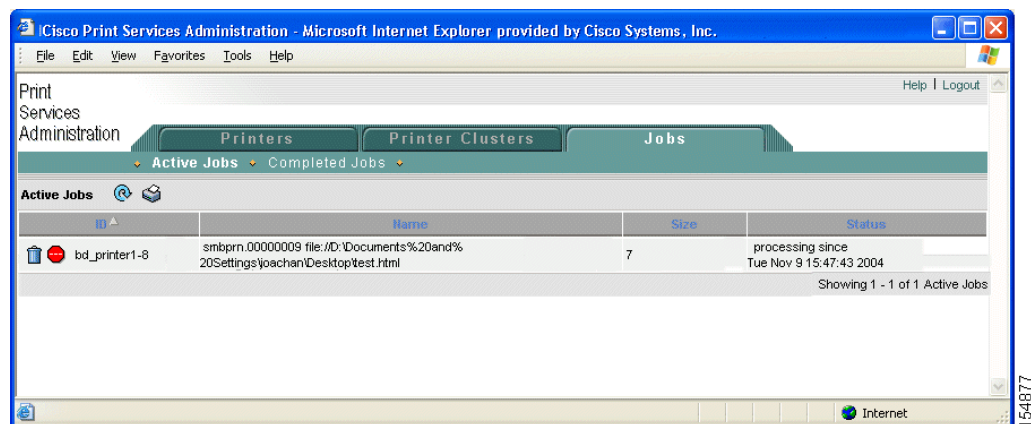 Cisco Print Services Administration - Microsoft Internet Explorer provided by Cisco Systems, Inc.
File Edit View Favorites Tools Help
Help | Logout
Print
Services
Administration
Printers Printer Clusters Jobs
Active Jobs Completed Jobs
Active Jobs
ID Name Size Status
bd_printer1-8 smbprn.00000009 file://D:\Documents%20and% 7 processing since
20Settings\joachan\Desktop\test.html Tue Nov 9 15:47:43 2004
Showing 1 - 1 of 1 Active Jobs
Internet
154877